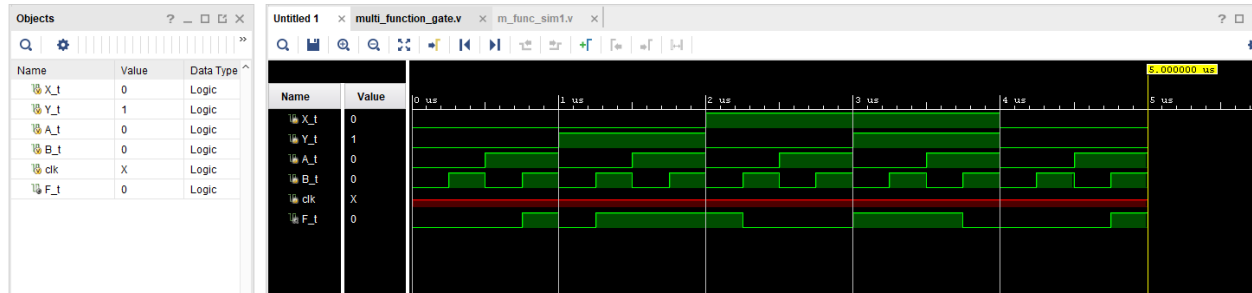 Objects
Name Value Data Type
X_t 0 Logic
Y_t 1 Logic
A_t 0 Logic
B_t 0 Logic
clk X Logic
F_t 0 Logic
Untitled 1 × multi_function_gate.v × m_func_sim1.v ×
5.000000 us
Name Value
0 us 1 us 2 us 3 us 4 us 5 us
X_t 0
Y_t 1
A_t 0
B_t 0
clk X
F_t 0